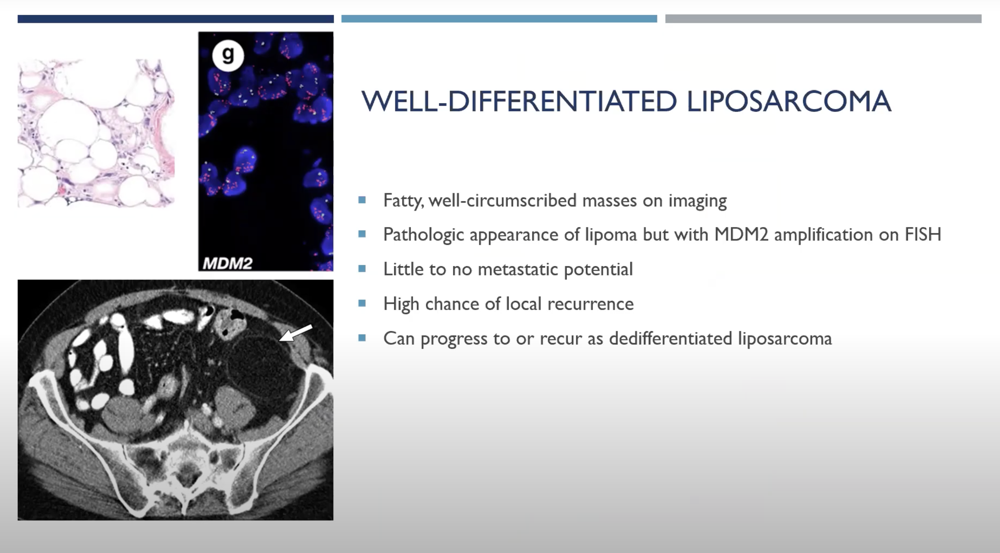 g
MDM2
WELL-DIFFERENTIATED LIPOSARCOMA
Fatty, well-circumscribed masses on imaging
Pathologic appearance of lipoma but with MDM2 amplification on FISH
Little to no metastatic potential
High chance of local recurrence
Can progress to or recur as dedifferentiated liposarcoma